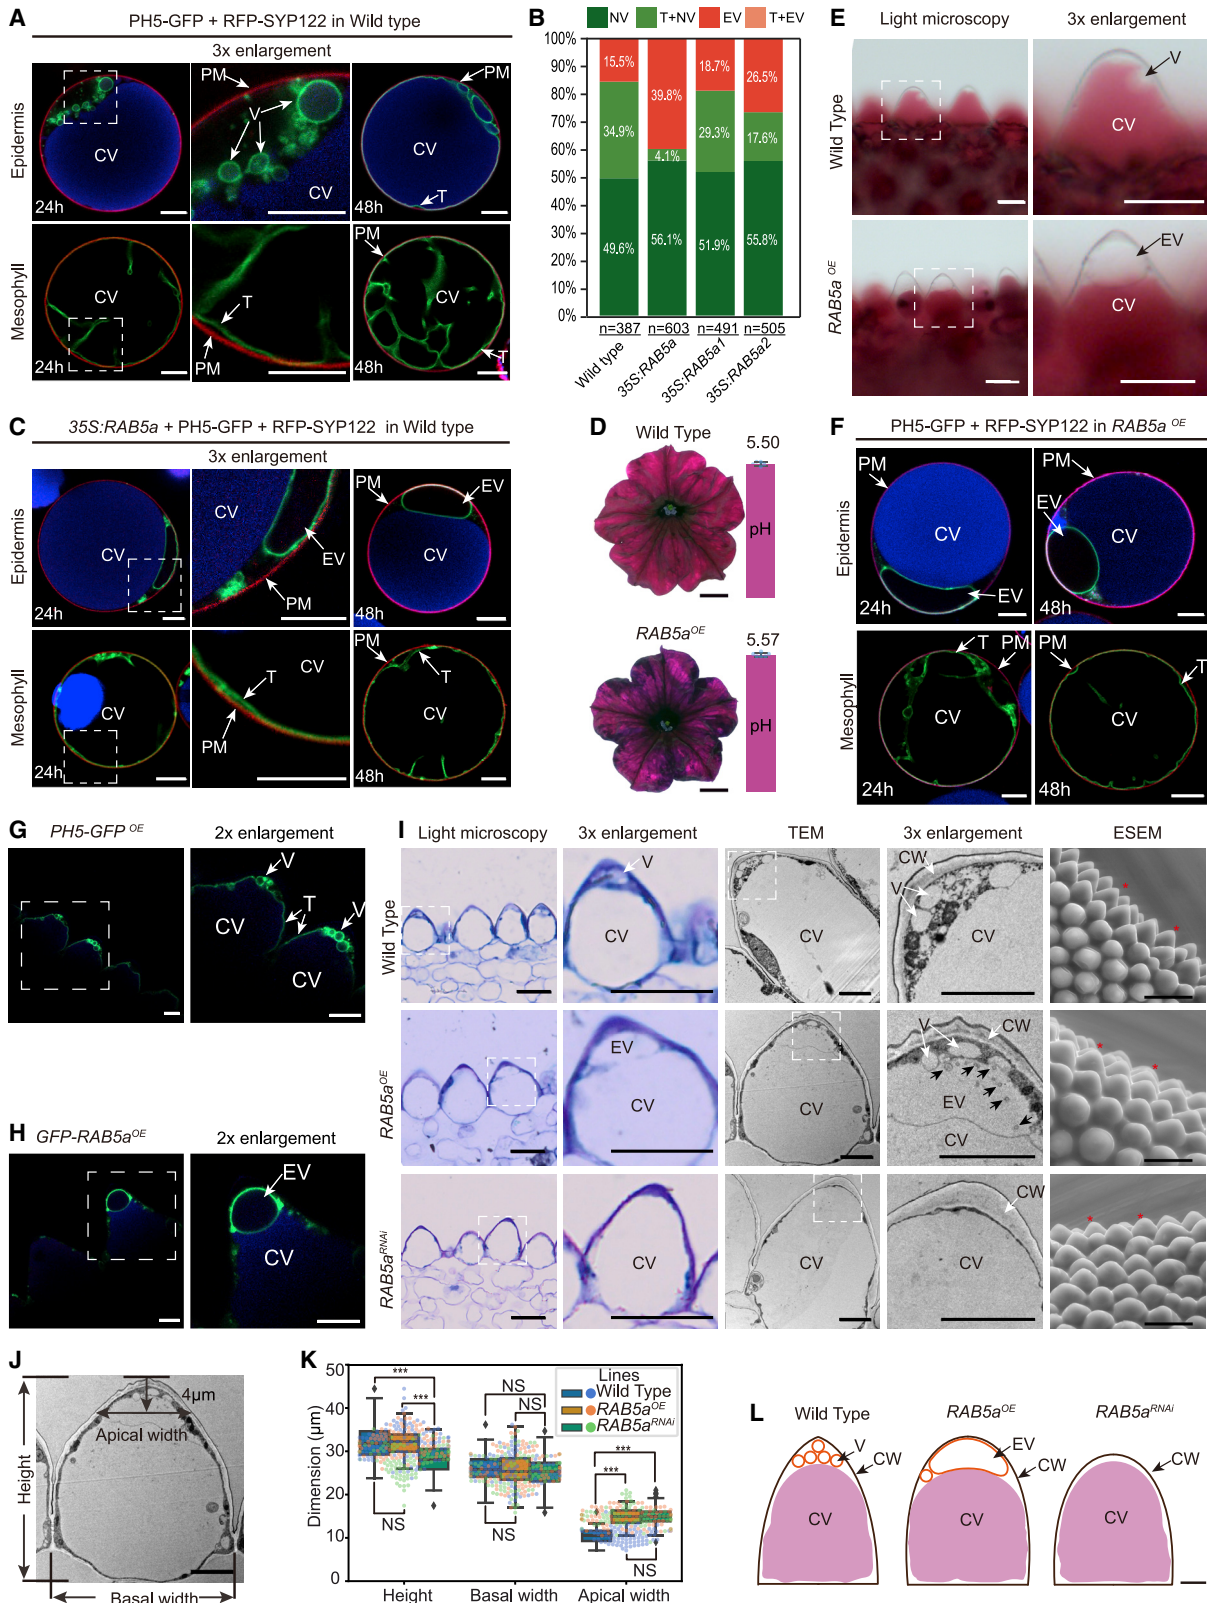 A
PH5-GFP + RFP-SYP122 in Wild type
3x enlargement
Epidermis
CV
24h
PM
V
CV
PM
CV
T
48h
Mesophyll
CV
24h
T
PM
PM
CV
T
48h
B
NV
T+NV
EV
T+EV
100%
90%
80%
70%
60%
50%
40%
30%
20%
10%
0%
15.5%
34.9%
49.6%
39.8%
4.1%
56.1%
18.7%
29.3%
51.9%
26.5%
17.6%
55.8%
n=387
n=603
n=491
n=505
Wild type
35S:RAB5a
35S:RAB5a1
35S:RAB5a2
C
35S:RAB5a + PH5-GFP + RFP-SYP122 in Wild type
3x enlargement
Epidermis
CV
24h
CV
EV
PM
PM
EV
CV
48h
Mesophyll
CV
24h
CV
T
PM
PM
T
CV
48h
D
Wild Type
5.50
pH
RAB5aOE
5.57
pH
E
Light microscopy
3x enlargement
Wild Type
V
CV
RAB5aOE
EV
CV
F
PH5-GFP + RFP-SYP122 in RAB5aOE
Epidermis
PM
CV
EV
24h
PM
EV
CV
48h
Mesophyll
T
PM
CV
24h
PM
T
CV
48h
G
PH5-GFPOE
2x enlargement
V
T
V
CV
CV
H
GFP-RAB5aOE
2x enlargement
EV
CV
I
Light microscopy
3x enlargement
TEM
3x enlargement
ESEM
Wild Type
V
CV
CV
CW
V
CV
*
*
RAB5aOE
EV
CV
CV
V
CW
EV
CV
*
*
RAB5aRNAi
CV
CV
CW
CV
*
*
J
4μm
Apical width
Height
Basal width
K
Dimension (μm)
50
40
30
20
10
0
***
***
NS
NS
NS
NS
***
***
NS
Lines
Wild Type
RAB5aOE
RAB5aRNAi
Height
Basal width
Apical width
L
Wild Type
RAB5aOE
RAB5aRNAi
V
CW
CV
EV
CW
CV
CW
CV